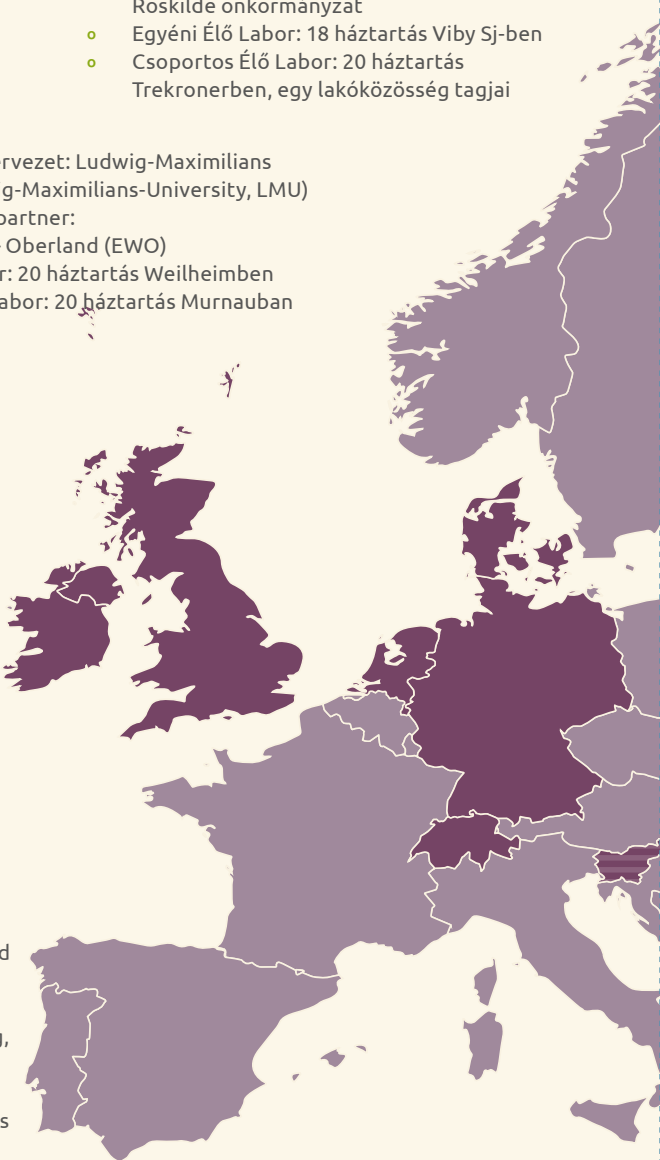 Roskilde önkormányzat
o Egyéni Élő Labor: 18 háztartás Viby Sj-ben
o Csoportos Élő Labor: 20 háztartás
Trekronerben, egy lakóközösség tagjai
rvezet: Ludwig-Maximilians
g-Maximilians-University, LMU)
partner:
Oberland (EWO)
r: 20 háztartás Weilheimben
abor: 20 háztartás Murnauban
d
,
s